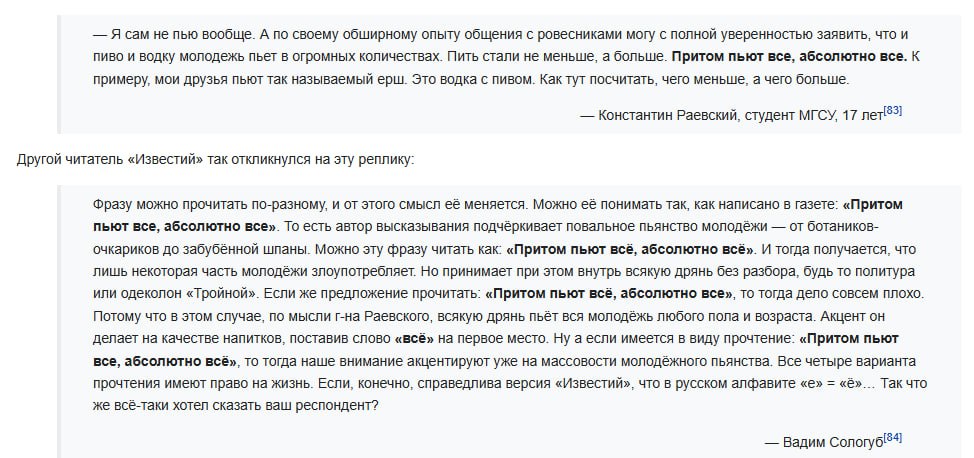 — Я сам не пью вообще. А по своему обширному опыту общения с ровесниками могу с полной уверенностью заявить, что и
пиво и водку молодежь пьет в огромных количествах. Пить стали не меньше, а больше. Притом пьют все, абсолютно все. К
примеру, мои друзья пьют так называемый ерш. Это водка с пивом. Как тут посчитать, чего меньше, а чего больше.
— Константин Раевский, студент МГСУ, 17 лет[83]
Другой читатель «Известий» так откликнулся на эту реплику:
Фразу можно прочитать по-разному, и от этого смысл её меняется. Можно её понимать так, как написано в газете: «Притом
пьют все, абсолютно все». То есть автор высказывания подчёркивает повальное пьянство молодёжи — от ботаников-
очкариков до забубённой шпаны. Можно эту фразу читать как: «Притом пьют всё, абсолютно всё». И тогда получается, что
лишь некоторая часть молодёжи злоупотребляет. Но принимает при этом внутрь всякую дрянь без разбора, будь то политура
или одеколон «Тройной». Если же предложение прочитать: «Притом пьют всё, абсолютно все», то тогда дело совсем плохо.
Потому что в этом случае, по мысли г-на Раевского, всякую дрянь пьёт вся молодёжь любого пола и возраста. Акцент он
делает на качестве напитков, поставив слово «всё» на первое место. Ну а если имеется в виду прочтение: «Притом пьют
все, абсолютно всё», то тогда наше внимание акцентируют уже на массовости молодёжного пьянства. Все четыре варианта
прочтения имеют право на жизнь. Если, конечно, справедлива версия «Известий», что в русском алфавите «е» = «ё»… Так что
же всё-таки хотел сказать ваш респондент?
— Вадим Сологуб[84]